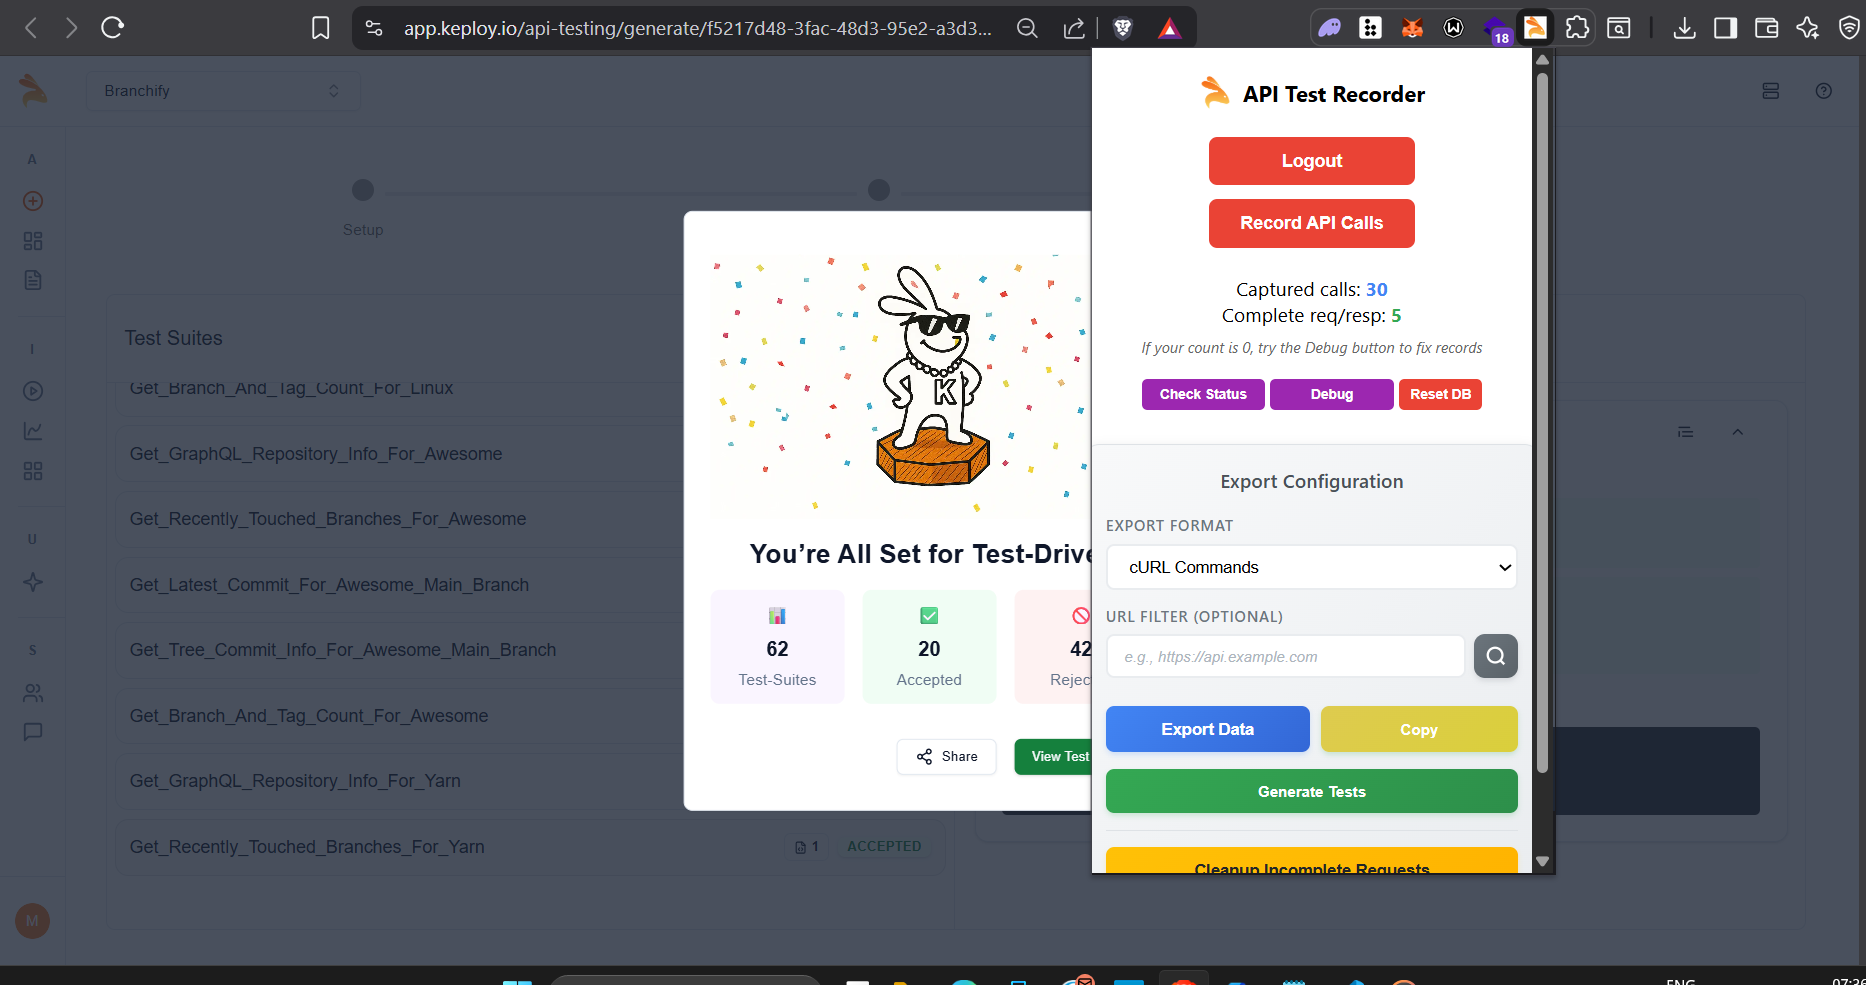 app.keploy.io/api-testing/generate/f5217d48-3fac-48d3-95e2-a3d3...
18
Branchify
A
I
U
S
M
Setup
Test Suites
Get_Branch_And_Tag_Count_For_Linux
Get_GraphQL_Repository_Info_For_Awesome
Get_Recently_Touched_Branches_For_Awesome
Get_Latest_Commit_For_Awesome_Main_Branch
Get_Tree_Commit_Info_For_Awesome_Main_Branch
Get_Branch_And_Tag_Count_For_Awesome
Get_GraphQL_Repository_Info_For_Yarn
Get_Recently_Touched_Branches_For_Yarn
1
ACCEPTED
K
You're All Set for Test-Drive
62
Test-Suites
20
Accepted
42
Rejec
Share
View Test
API Test Recorder
Logout
Record API Calls
Captured calls: 30
Complete req/resp: 5
If your count is 0, try the Debug button to fix records
Check Status
Debug
Reset DB
Export Configuration
EXPORT FORMAT
cURL Commands
URL FILTER (OPTIONAL)
e.g., https://api.example.com
Export Data
Copy
Generate Tests
Cleanup Incomplete Requests
ENG